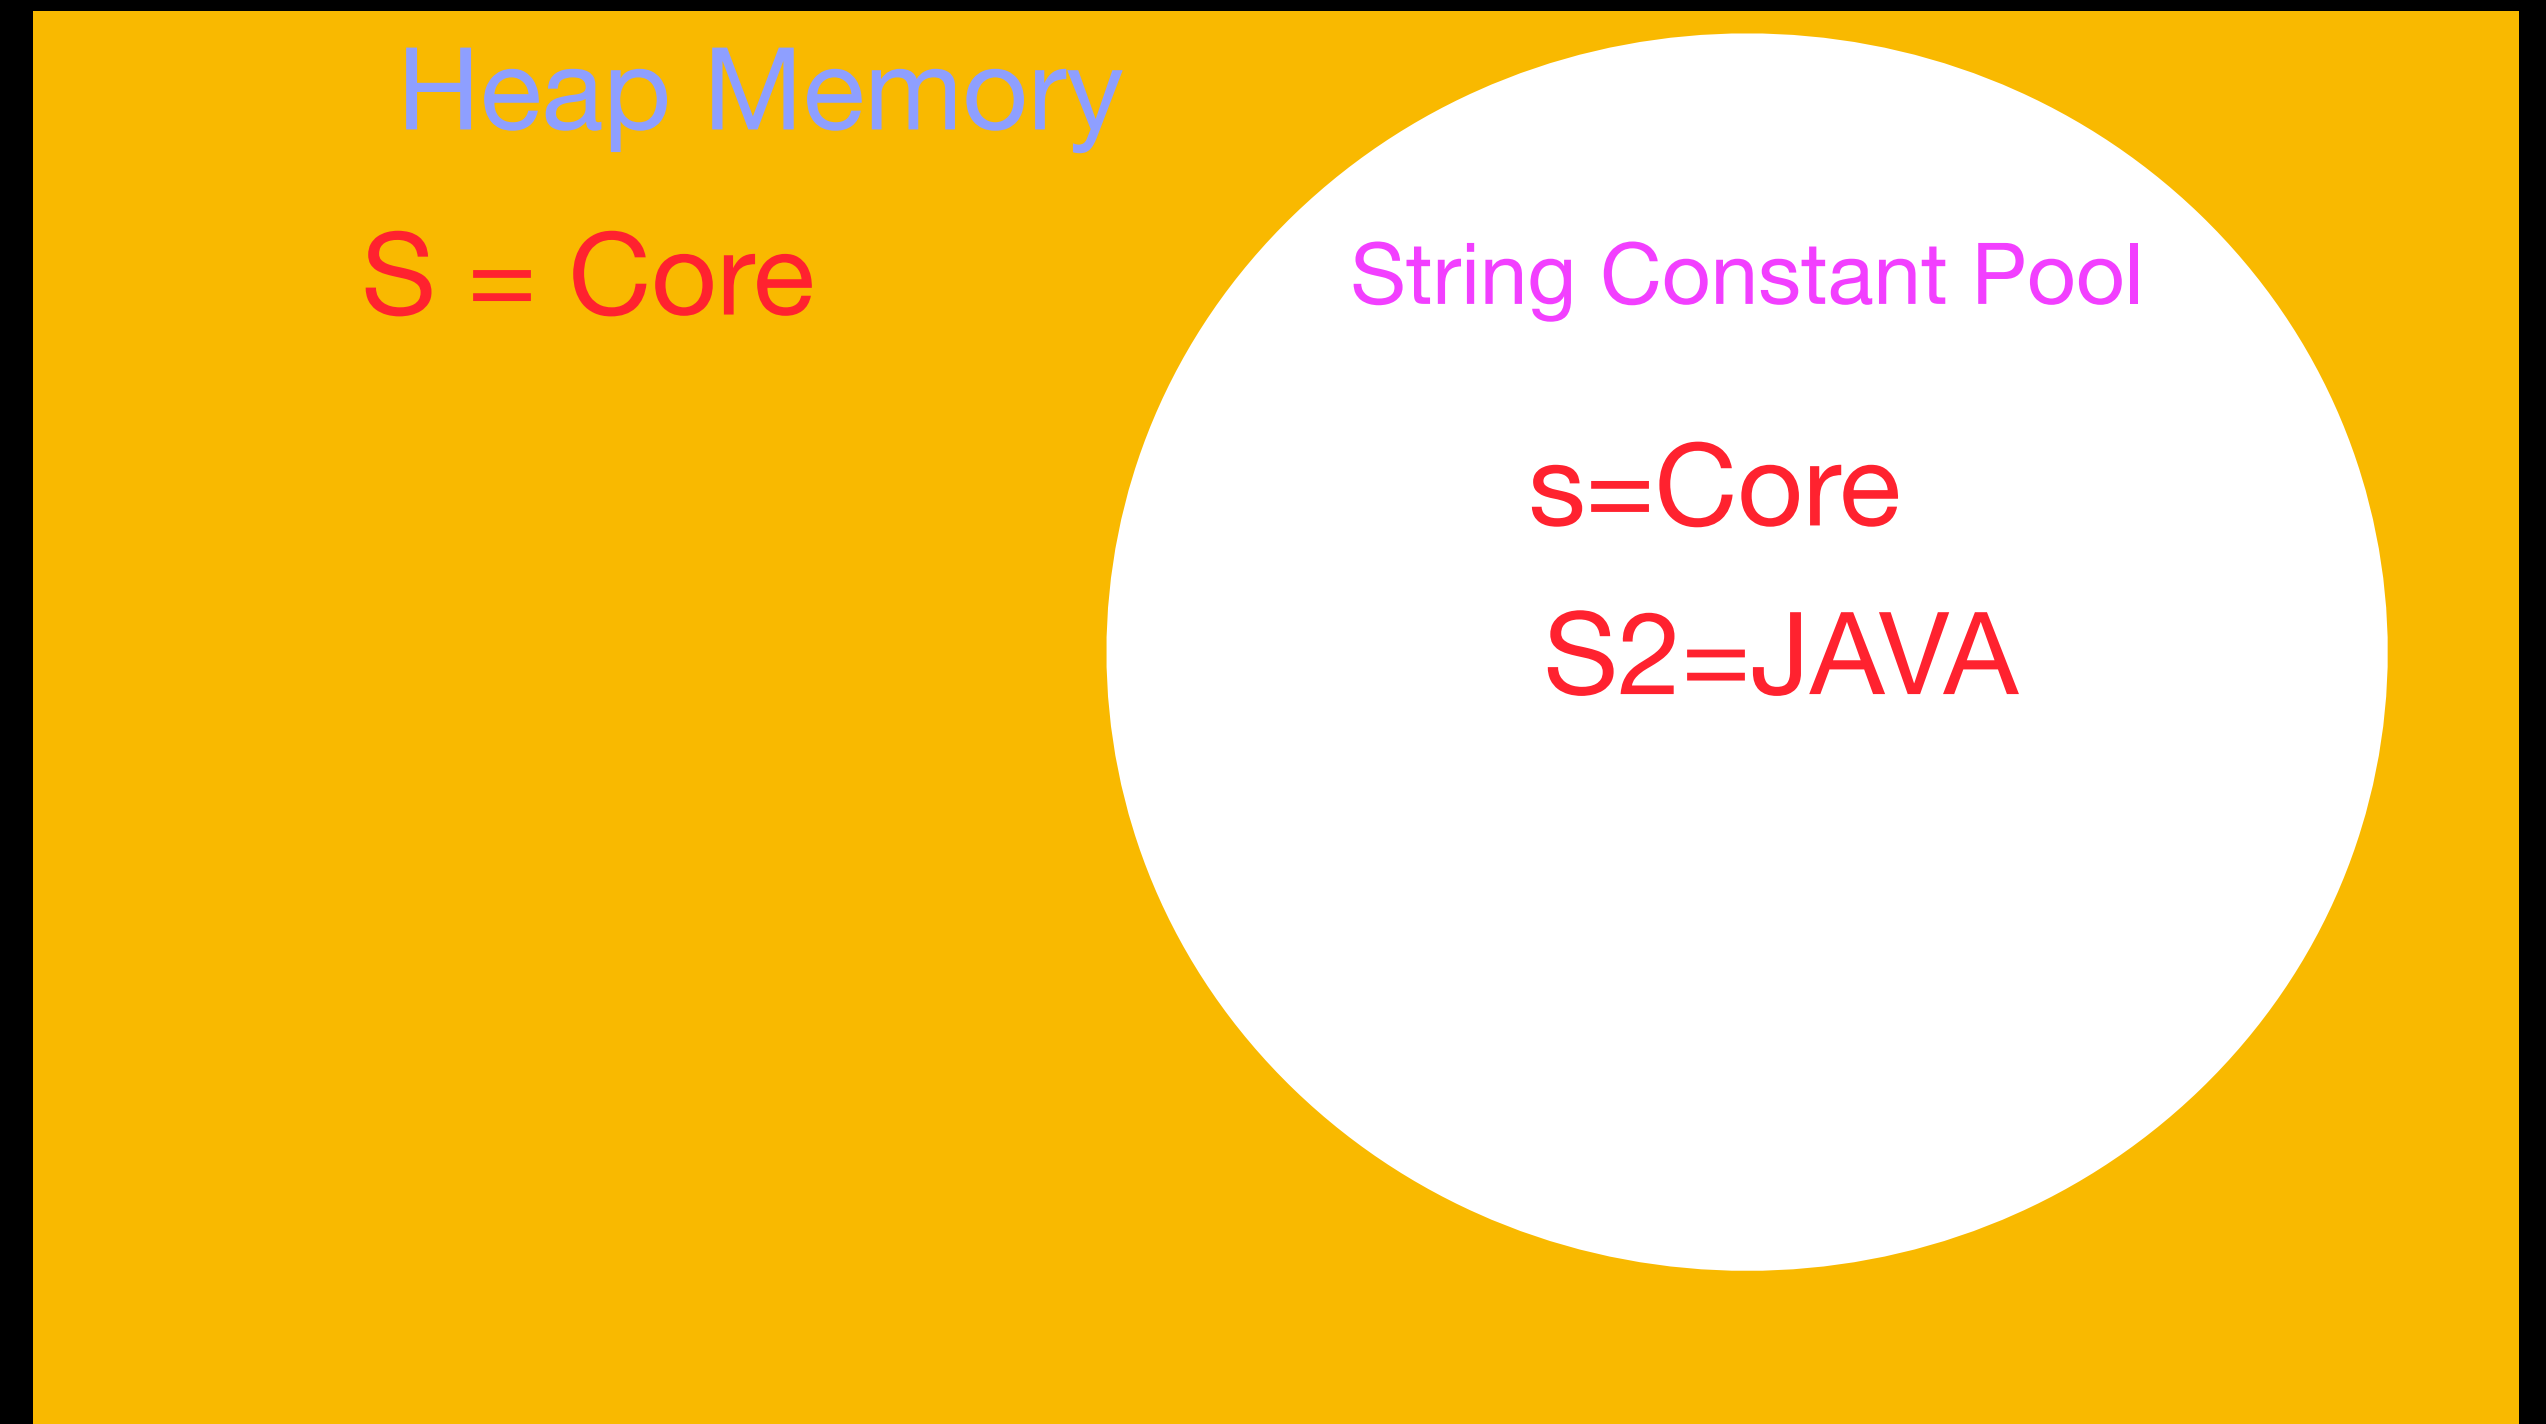 Heap Memory
S = Core
String Constant Pool
s=Core
S2=JAVA